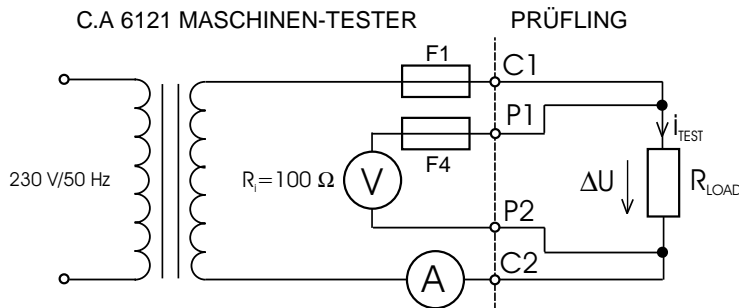 C.A 6121 MASCHINEN-TESTER
PRÜFLING
F1
C1
P1
i_TEST
F4
230 V/50 Hz
R_i=100 Ω
V
ΔU
R_LOAD
P2
A
C2